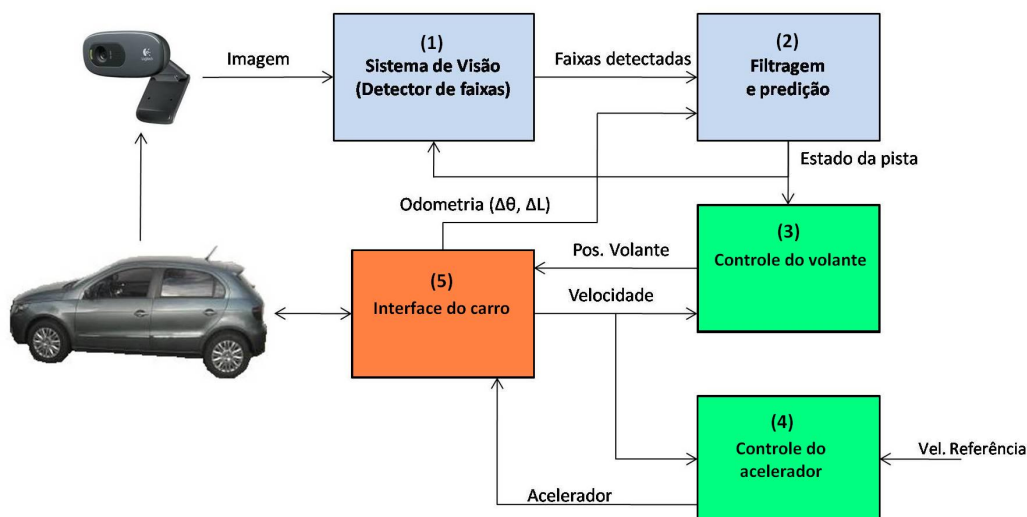 Imagem
(1)
Sistema de Visão
(Detector de faixas)
Faixas detectadas
(2)
Filtragem
e predição
Estado da pista
Odometria (Δθ, ΔL)
(3)
Controle do volante
Pos. Volante
(5)
Interface do carro
Velocidade
(4)
Controle do
acelerador
Vel. Referência
Acelerador